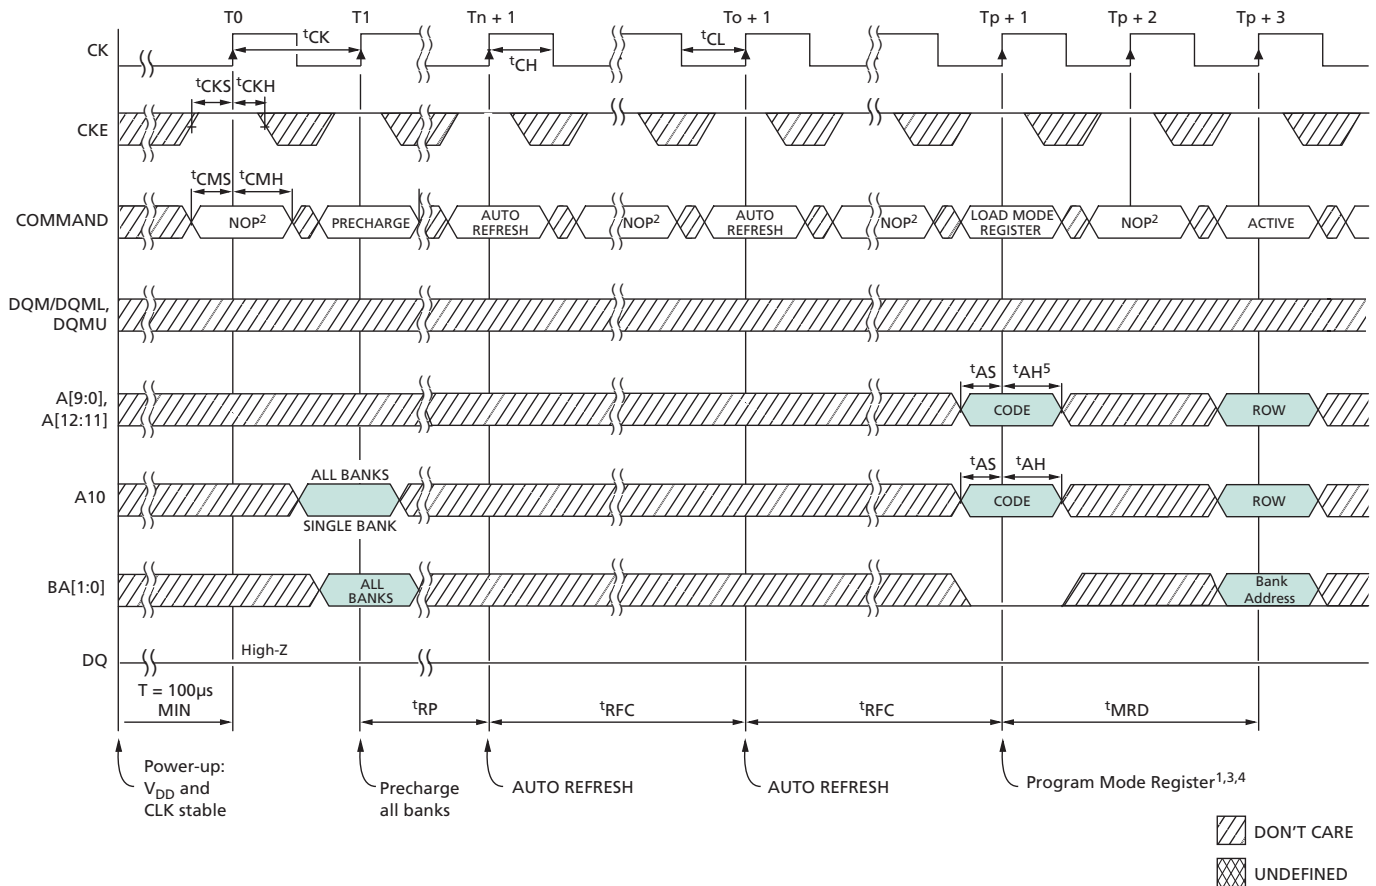 T0 T1 Tn + 1 To + 1 Tp + 1 Tp + 2 Tp + 3
CK tCK tCH tCL
tCKS tCKH
CKE
tCMS tCMH
COMMAND NOP2 PRECHARGE AUTO REFRESH NOP2 AUTO REFRESH NOP2 LOAD MODE REGISTER NOP2 ACTIVE
DQM/DQML,
DQMU
tAS tAH5
A[9:0],
A[12:11]
CODE ROW
ALL BANKS
tAS tAH
A10 CODE ROW
SINGLE BANK
BA[1:0] ALL BANKS Bank Address
High-Z
DQ
T = 100µs
MIN
tRP tRFC tRFC tMRD
Power-up:
VDD and
CLK stable
Precharge
all banks
AUTO REFRESH
AUTO REFRESH
Program Mode Register1,3,4
DON'T CARE
UNDEFINED